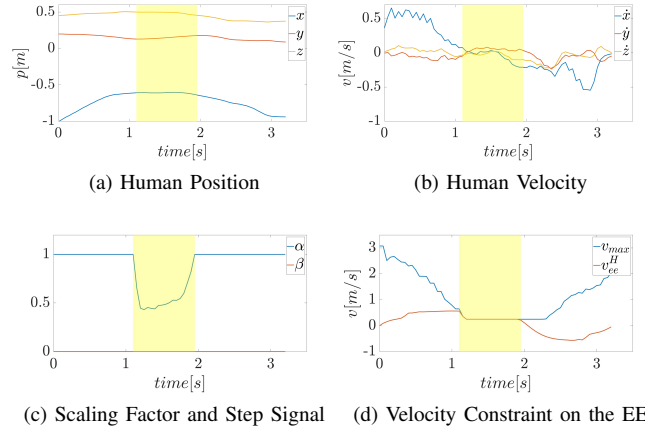 p[m]
0.5
0
-0.5
-1
0
1
2
3
time[s]
x
y
z
(a) Human Position
v[m/s]
0.5
0
-0.5
0
1
2
3
time[s]
ẋ
ẏ
ż
(b) Human Velocity
1
0.5
0
0
1
2
3
time[s]
α
β
(c) Scaling Factor and Step Signal
v[m/s]
3
2
1
0
-1
0
1
2
3
time[s]
v_max
v_ee^H
(d) Velocity Constraint on the EE